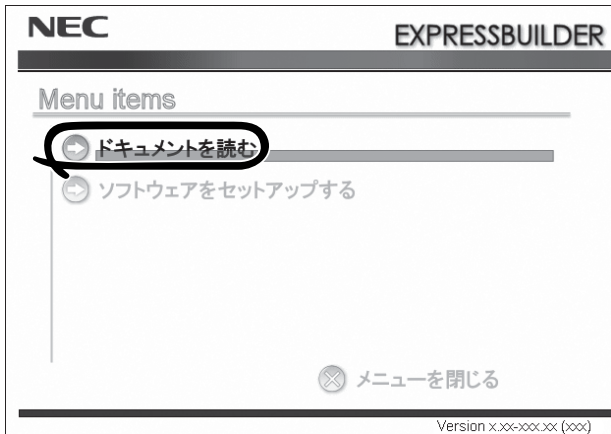 NEC
EXPRESSBUILDER
Menu items
ドキュメントを読む
ソフトウェアをセットアップする
メニューを閉じる
Version x.xx-xxx.xx (xxx)